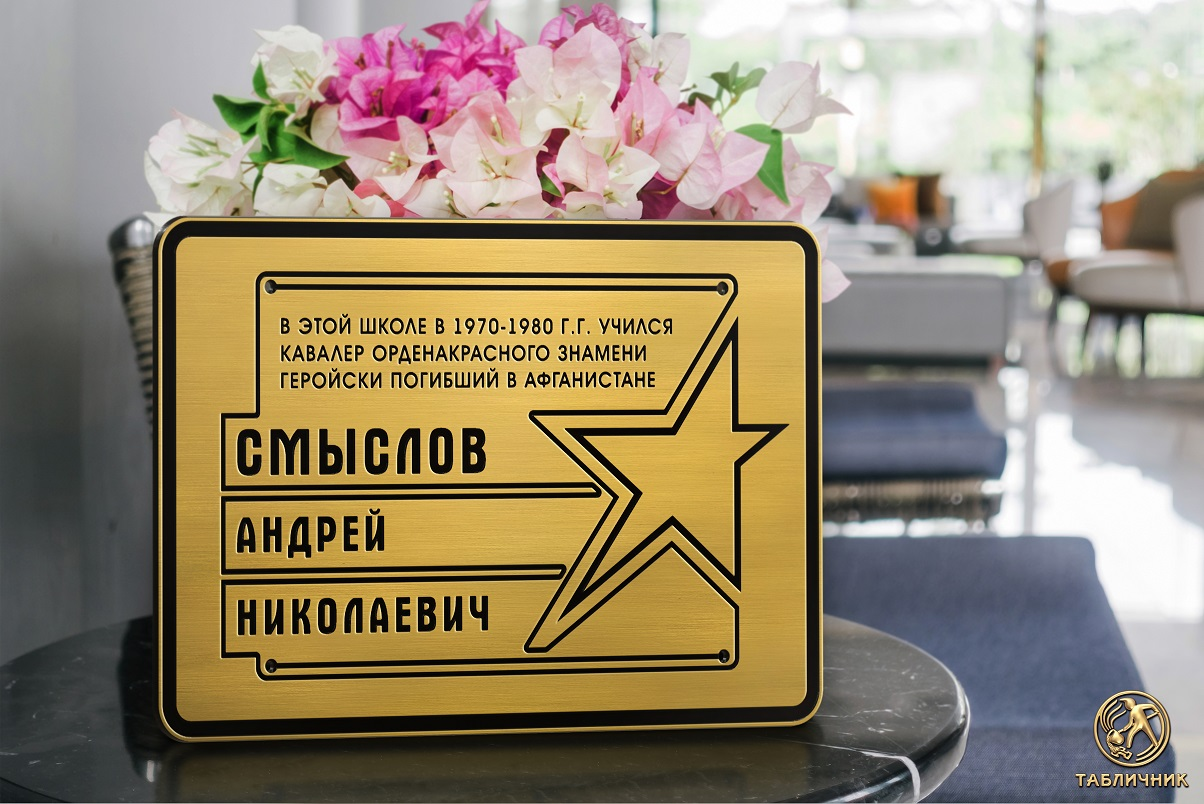 В ЭТОЙ ШКОЛЕ В 1970-1980 Г.Г. УЧИЛСЯ
КАВАЛЕР ОРДЕНАКРАСНОГО ЗНАМЕНИ
ГЕРОЙСКИ ПОГИБШИЙ В АФГАНИСТАНЕ
СМЫСЛОВ
АНДРЕЙ
НИКОЛАЕВИЧ
ТАБЛИЧНИК